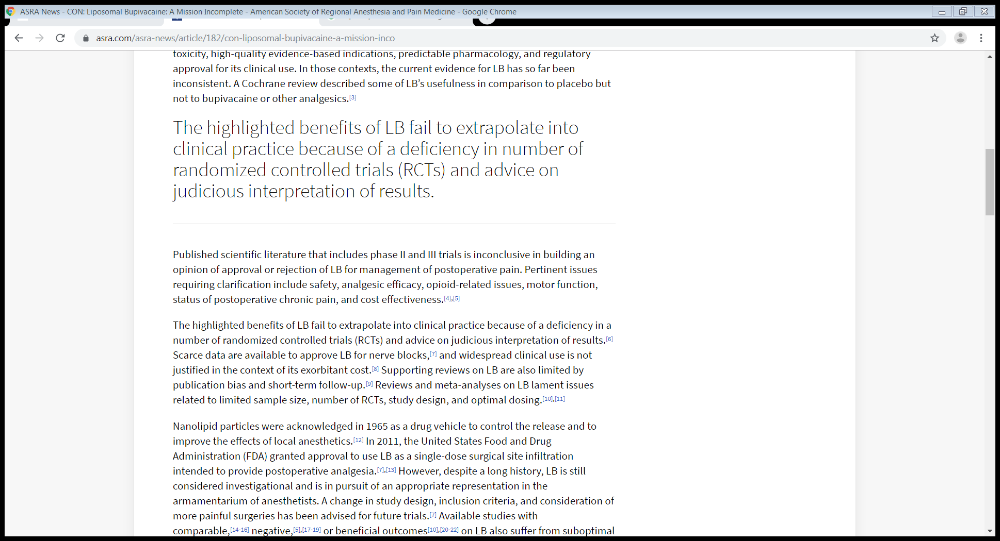 ASRA News - CON: Liposomal Bupivacaine: A Mission Incomplete - American Society of Regional Anesthesia and Pain Medicine - Google Chrome
asra.com/asra-news/article/182/con-liposomal-bupivacaine-a-mission-inco
toxicity, high-quality evidence-based indications, predictable pharmacology, and regulatory
approval for its clinical use. In those contexts, the current evidence for LB has so far been
inconsistent. A Cochrane review described some of LB’s usefulness in comparison to placebo but
not to bupivacaine or other analgesics.[3]
The highlighted benefits of LB fail to extrapolate into
clinical practice because of a deficiency in number of
randomized controlled trials (RCTs) and advice on
judicious interpretation of results.
Published scientific literature that includes phase II and III trials is inconclusive in building an
opinion of approval or rejection of LB for management of postoperative pain. Pertinent issues
requiring clarification include safety, analgesic efficacy, opioid-related issues, motor function,
status of postoperative chronic pain, and cost effectiveness.[4],[5]
The highlighted benefits of LB fail to extrapolate into clinical practice because of a deficiency in a
number of randomized controlled trials (RCTs) and advice on judicious interpretation of results.[6]
Scarce data are available to approve LB for nerve blocks,[7] and widespread clinical use is not
justified in the context of its exorbitant cost.[8] Supporting reviews on LB are also limited by
publication bias and short-term follow-up.[9] Reviews and meta-analyses on LB lament issues
related to limited sample size, number of RCTs, study design, and optimal dosing.[10],[11]
Nanolipid particles were acknowledged in 1965 as a drug vehicle to control the release and to
improve the effects of local anesthetics.[12] In 2011, the United States Food and Drug
Administration (FDA) granted approval to use LB as a single-dose surgical site infiltration
intended to provide postoperative analgesia.[7],[13] However, despite a long history, LB is still
considered investigational and is in pursuit of an appropriate representation in the
armamentarium of anesthetists. A change in study design, inclusion criteria, and consideration of
more painful surgeries has been advised for future trials.[7] Available studies with
comparable,[14-16] negative,[5],[17-19] or beneficial outcomes[10],[20-22] on LB also suffer from suboptimal